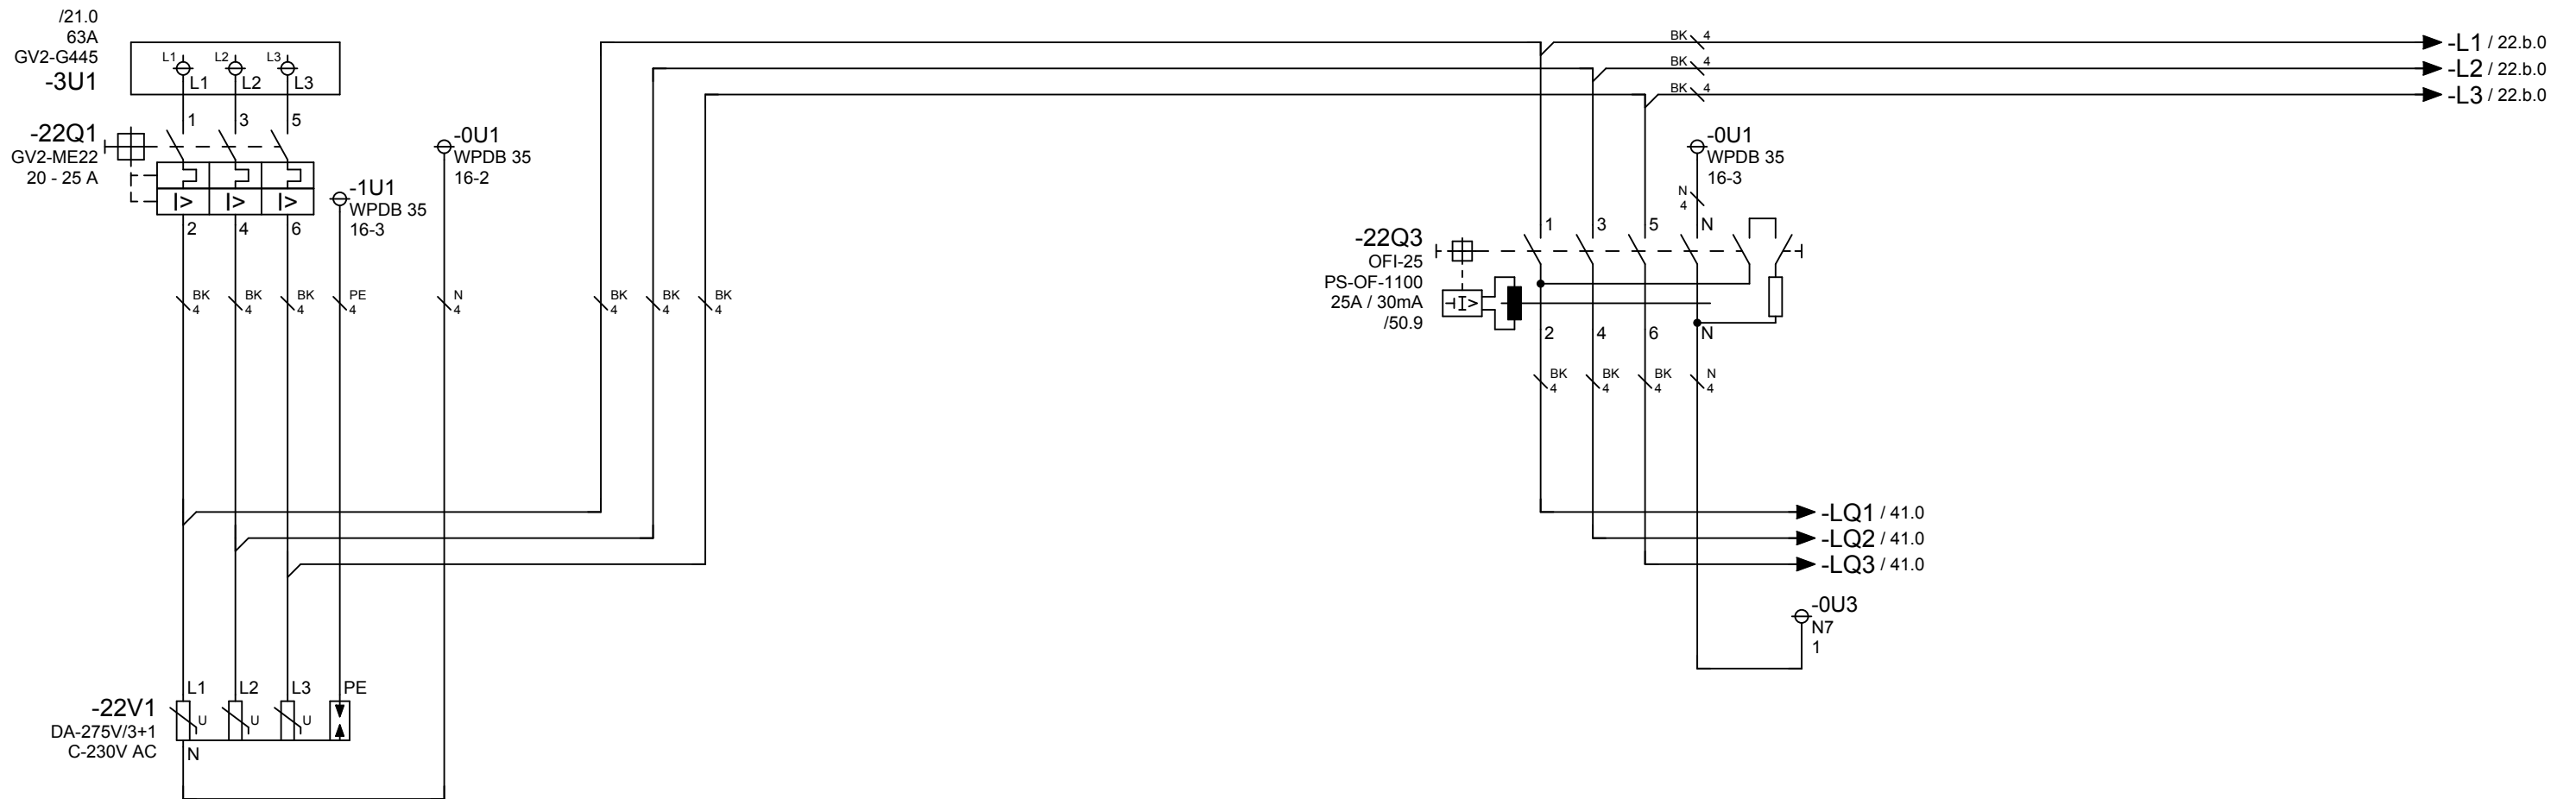 /21.0
63A
GV2-G445
-3U1
L1 L2 L3
L1 L2 L3
-22Q1
GV2-ME22
20 - 25 A
1 3 5
I> I> I>
2 4 6
-1U1
WPDB 35
16-3
-0U1
WPDB 35
16-2
BK 4
BK 4
BK 4
PE 4
N 4
BK 4
BK 4
BK 4
BK 4
BK 4
BK 4
-L1 / 22.b.0
-L2 / 22.b.0
-L3 / 22.b.0
-0U1
WPDB 35
16-3
N 4
-22Q3
OFI-25
PS-OF-1100
25A / 30mA
/50.9
1 3 5 N
I>
2 4 6 N
BK 4
BK 4
BK 4
N 4
-LQ1 / 41.0
-LQ2 / 41.0
-LQ3 / 41.0
-0U3
N7
1
L1 L2 L3 PE
-22V1
DA-275V/3+1
C-230V AC
U U U
N